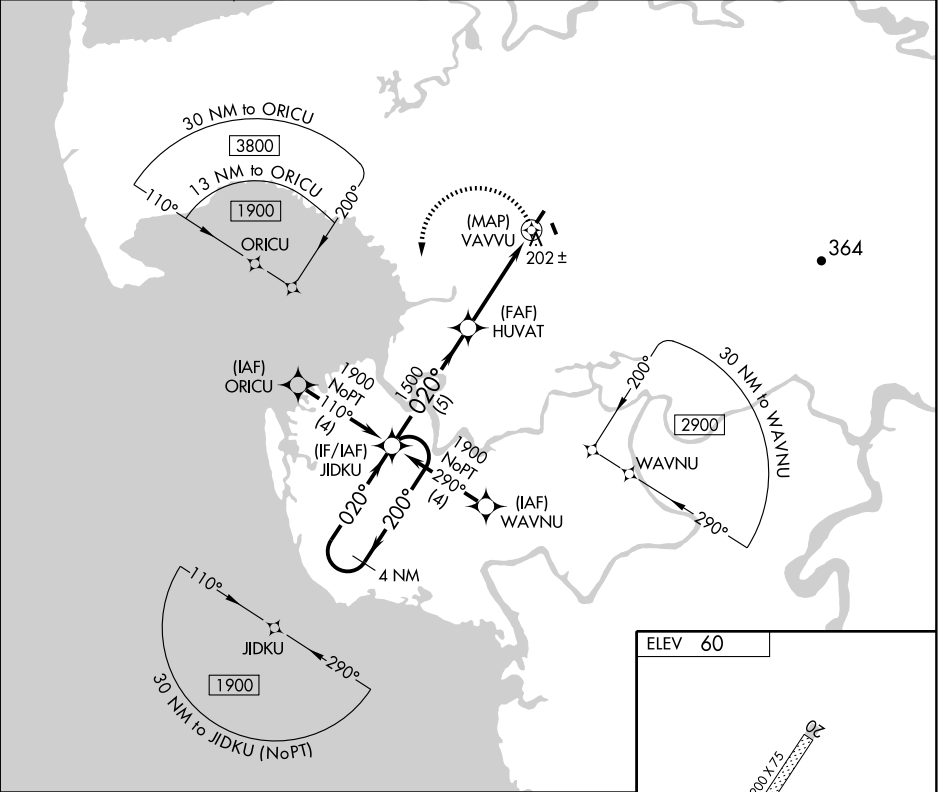 30 NM to ORICU
3800
13 NM to ORICU
1900
110°
200°
ORICU
(MAP)
VAVVU
202 ±
364
(FAF)
HUVAT
(IAF)
ORICU
1900
NoPT
110°
(4)
1500
020°
(5)
(IF/IAF)
JIDKU
1900
NoPT
290°
(4)
(IAF)
WAVNU
020°
200°
4 NM
30 NM to WAVNU
200°
2900
WAVNU
290°
110°
JIDKU
290°
1900
30 NM to JIDKU (NoPT)
ELEV 60
20
X 75